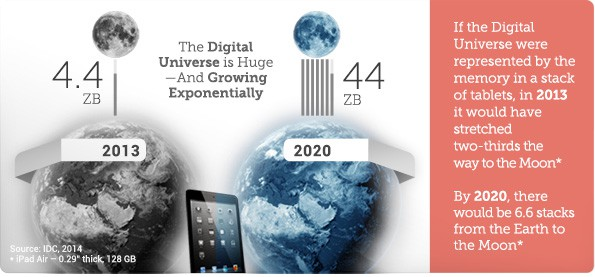 The Digital
Universe is Huge
—And Growing
Exponentially
4.4
ZB
44
ZB
2013
2020
Source: IDC, 2014
• iPad Air — 0.29" thick, 128 GB
If the Digital
Universe were
represented by the
memory in a stack
of tablets, in 2013
it would have
stretched
two-thirds the
way to the Moon*
By 2020, there
would be 6.6 stacks
from the Earth to
the Moon*